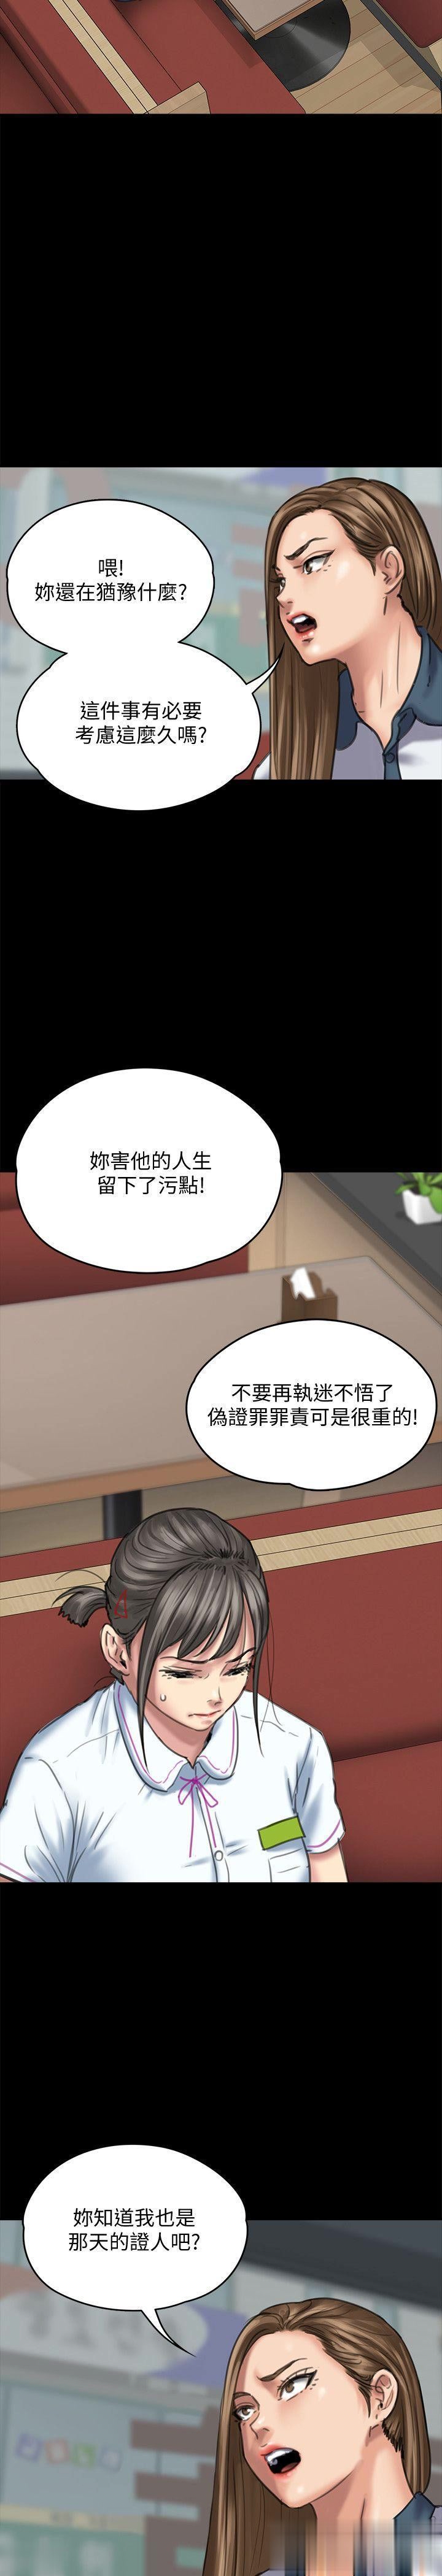 喂!
妳還在猶豫什麼?
這件事有必要
考慮這麼久嗎?
妳害他的人生
留下了污點!
不要再執迷不悟了
偽證罪罪責可是很重的!
妳知道我也是
那天的證人吧?